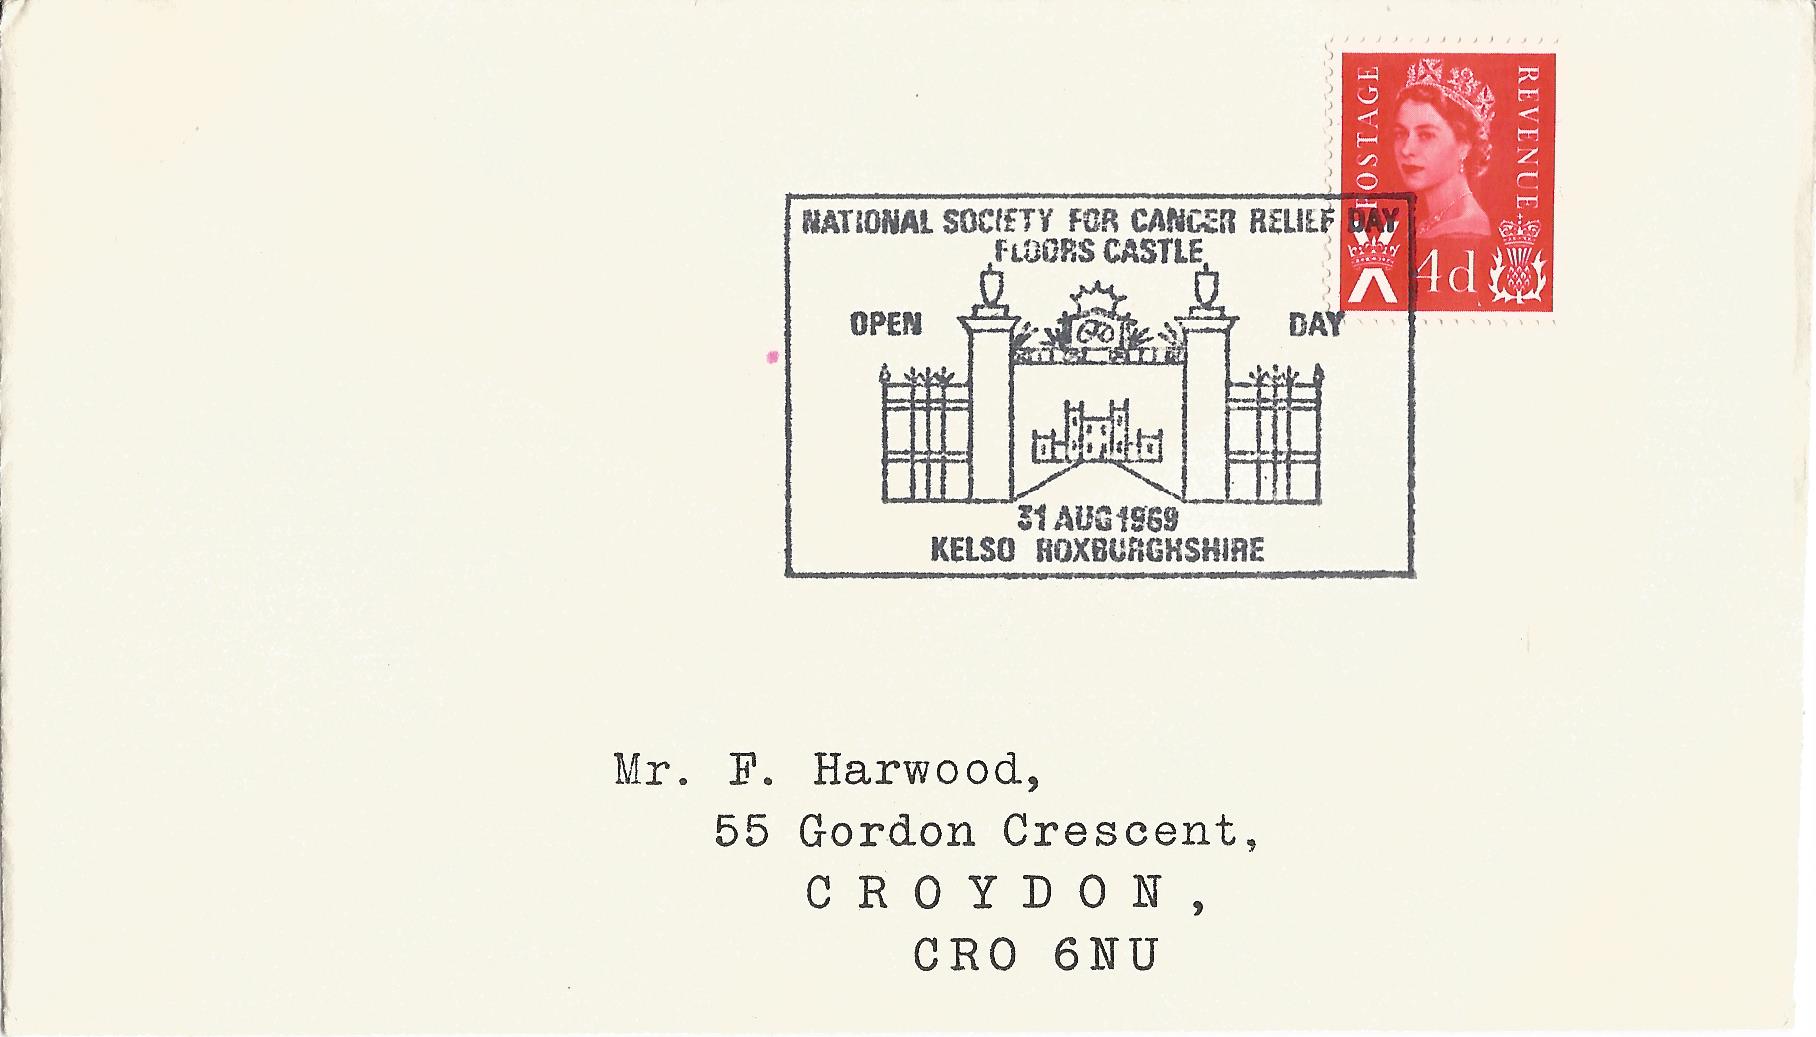 POSTAGE
REVENUE
4d
NATIONAL SOCIETY FOR CANCER RELIEF DAY
FLOORS CASTLE
OPEN DAY
31 AUG 1969
KELSO ROXBURGHSHIRE
Mr. F. Harwood,
55 Gordon Crescent,
CROYDON,
CRO 6NU